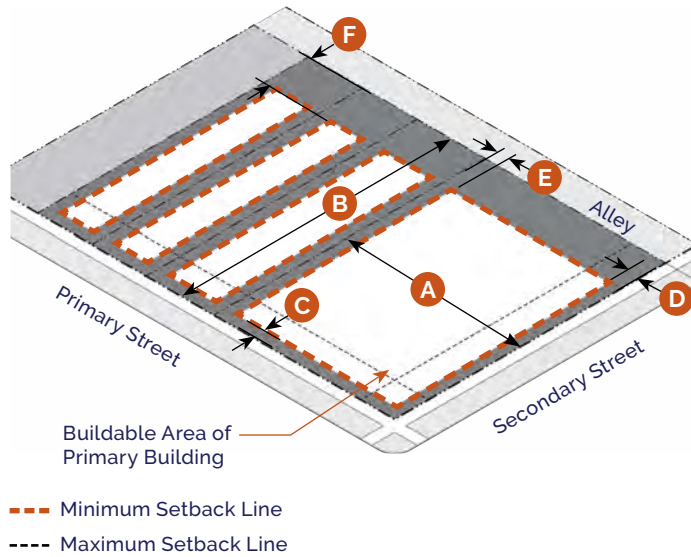 F
E
B
Alley
A
D
C
Primary Street
Secondary Street
Buildable Area of
Primary Building
Minimum Setback Line
Maximum Setback Line